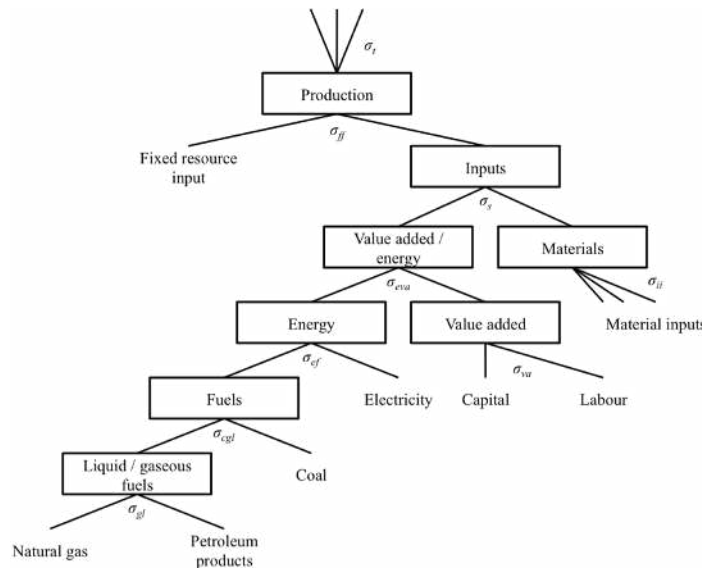 σt
Production
σff
Fixed resource
input
Inputs
σs
Value added /
energy
Materials
σeva
σii
Energy
Value added
Material inputs
σef
σva
Fuels
Electricity
Capital
Labour
σcgl
Liquid / gaseous
fuels
Coal
σgl
Natural gas
Petroleum
products